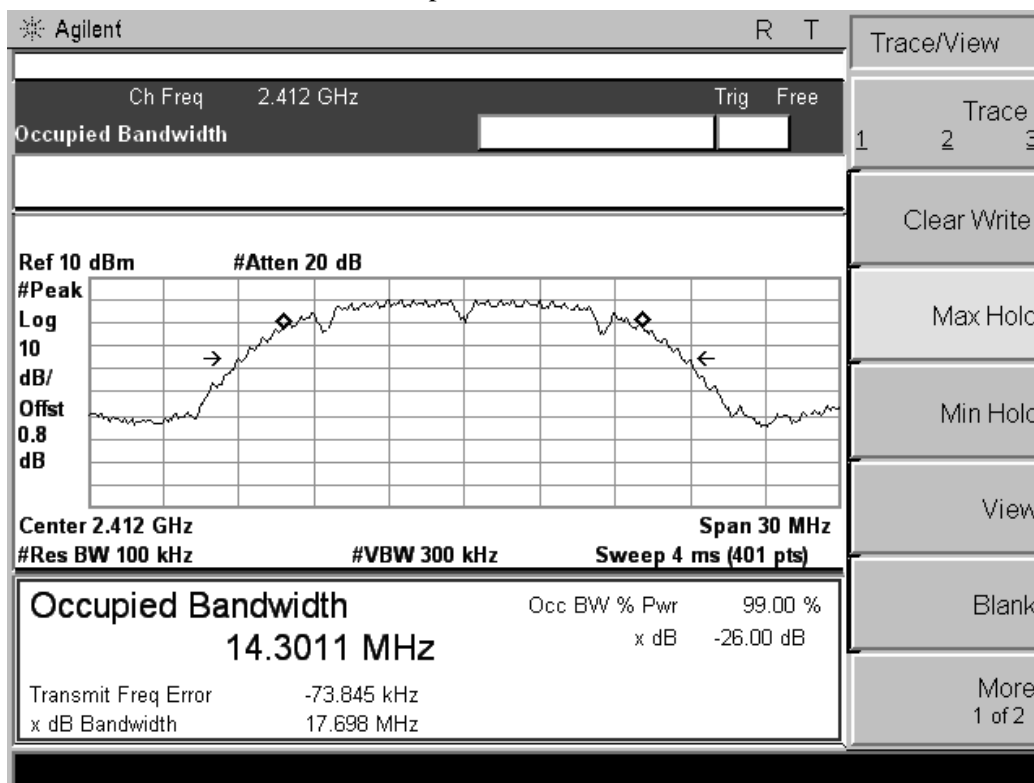 Agilent R T
Trace/View
Ch Freq 2.412 GHz Trig Free
Occupied Bandwidth
Trace
1 2 3
Clear Write
Max Hold
Min Hold
View
Blank
More
1 of 2
Ref 10 dBm #Atten 20 dB
#Peak
Log
10
dB/
Offst
0.8
dB
Center 2.412 GHz Span 30 MHz
#Res BW 100 kHz #VBW 300 kHz Sweep 4 ms (401 pts)
Occupied Bandwidth
14.3011 MHz
Occ BW % Pwr 99.00 %
x dB -26.00 dB
Transmit Freq Error -73.845 kHz
x dB Bandwidth 17.698 MHz